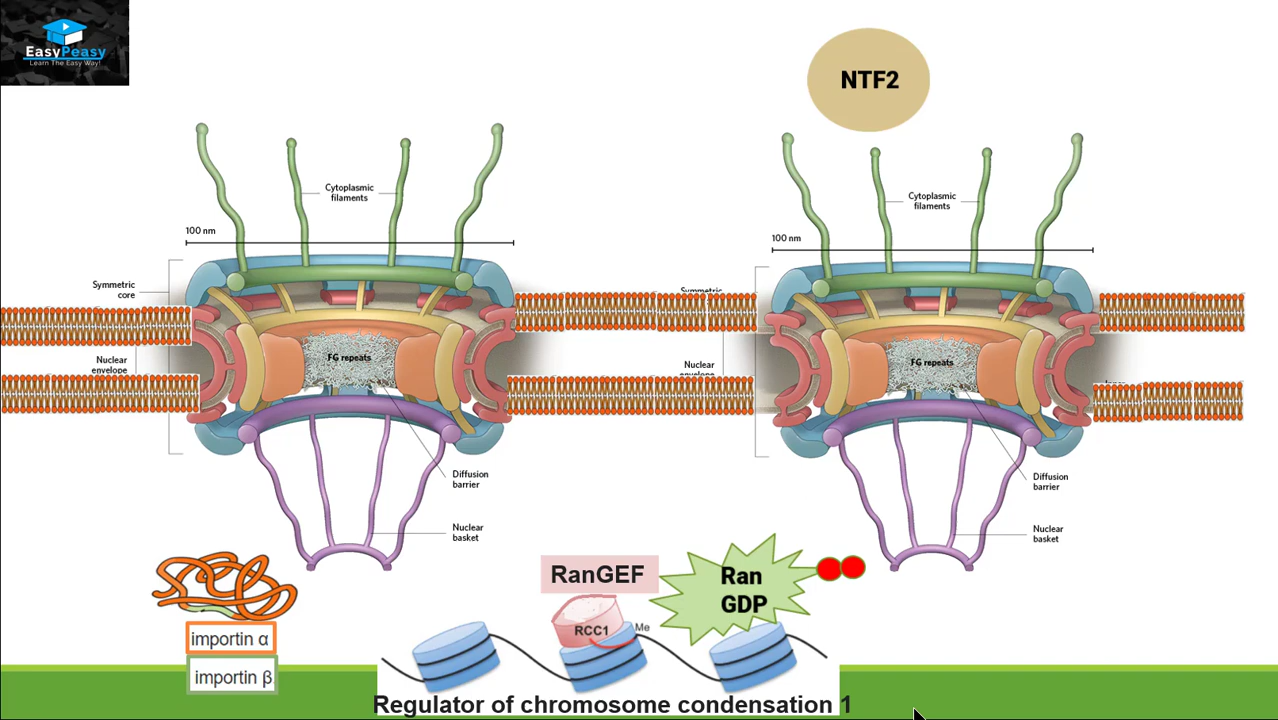 EasyPeasy
Learn The Easy Way!
NTF2
Cytoplasmic
filaments
100 nm
Symmetric
core
Nuclear
envelope
FG repeats
Diffusion
barrier
Nuclear
basket
Cytoplasmic
filaments
100 nm
Symmetric
Nuclear
envelope
FG repeats
Diffusion
barrier
Nuclear
basket
importin α
importin β
RanGEF
Ran
GDP
RCC1
Me
Regulator of chromosome condensation 1